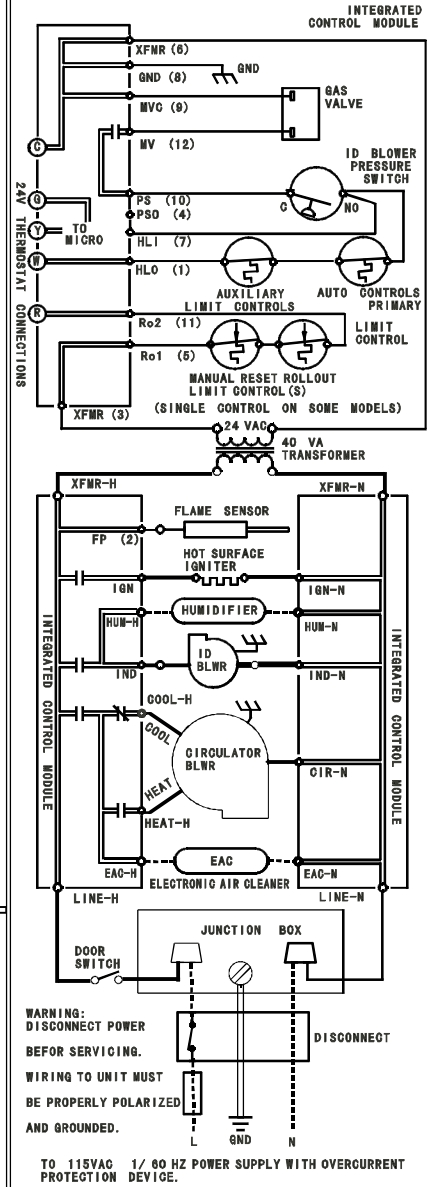 INTEGRATED
CONTROL MODULE
XFMR (6)
GND (8)
GND
MVC (9)
GAS
VALVE
MV (12)
C
ID BLOWER
PRESSURE
SWITCH
24V THERMOSTAT CONNECTIONS
G
PS (10)
PSO (4)
C
NO
Y
TO
MICRO
HLI (7)
W
HLO (1)
AUXILIARY
LIMIT CONTROLS
AUTO CONTROLS
PRIMARY
R
Ro2 (11)
LIMIT
CONTROL
Ro1 (5)
MANUAL RESET ROLLOUT
LIMIT CONTROL(S)
(SINGLE CONTROL ON SOME MODELS)
XFMR (3)
24 VAC
40 VA
TRANSFORMER
XFMR-H
XFMR-N
FLAME SENSOR
FP (2)
HOT SURFACE
IGNITER
IGN
IGN-N
HUMIDIFIER
HUM-H
HUM-N
INTEGRATED CONTROL MODULE
INTEGRATED CONTROL MODULE
ID
BLWR
IND
IND-N
COOL-H
COOL
CIRCULATOR
BLWR
CIR-N
HEAT
HEAT-H
EAC
EAC-H
EAC-N
ELECTRONIC AIR CLEANER
LINE-H
LINE-N
JUNCTION BOX
DOOR
SWITCH
WARNING:
DISCONNECT POWER
BEFOR SERVICING.
WIRING TO UNIT MUST
BE PROPERLY POLARIZED
AND GROUNDED.
DISCONNECT
L
GND
N
TO 115VAC 1/ 60 HZ POWER SUPPLY WITH OVERCURRENT
PROTECTION DEVICE.